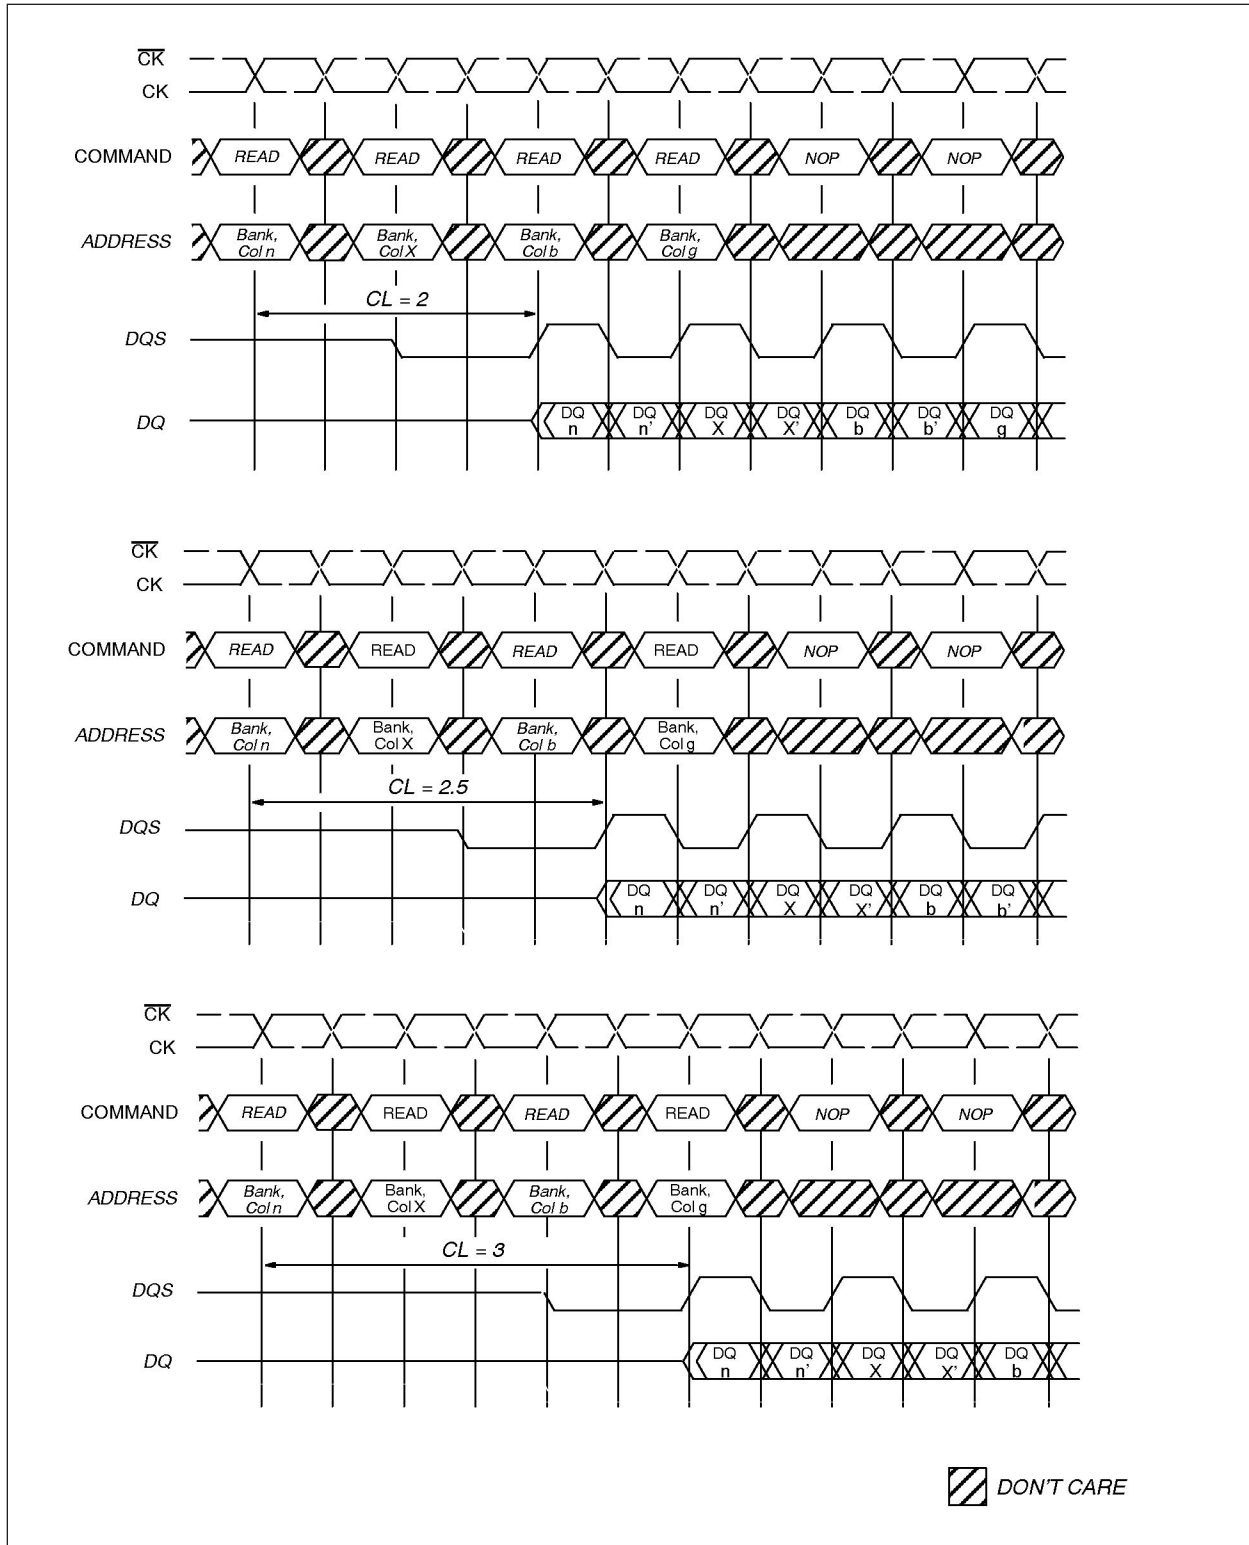 CK
CK
COMMAND READ READ READ READ NOP NOP
ADDRESS Bank, Col n Bank, Col X Bank, Col b Bank, Col g
CL = 2
DQS
DQ DQ n DQ n' DQ X DQ X' DQ b DQ b' DQ g
CK
CK
COMMAND READ READ READ READ NOP NOP
ADDRESS Bank, Col n Bank, Col X Bank, Col b Bank, Col g
CL = 2.5
DQS
DQ DQ n DQ n' DQ X DQ X' DQ b DQ b'
CK
CK
COMMAND READ READ READ READ NOP NOP
ADDRESS Bank, Col n Bank, Col X Bank, Col b Bank, Col g
CL = 3
DQS
DQ DQ n DQ n' DQ X DQ X' DQ b
DON'T CARE